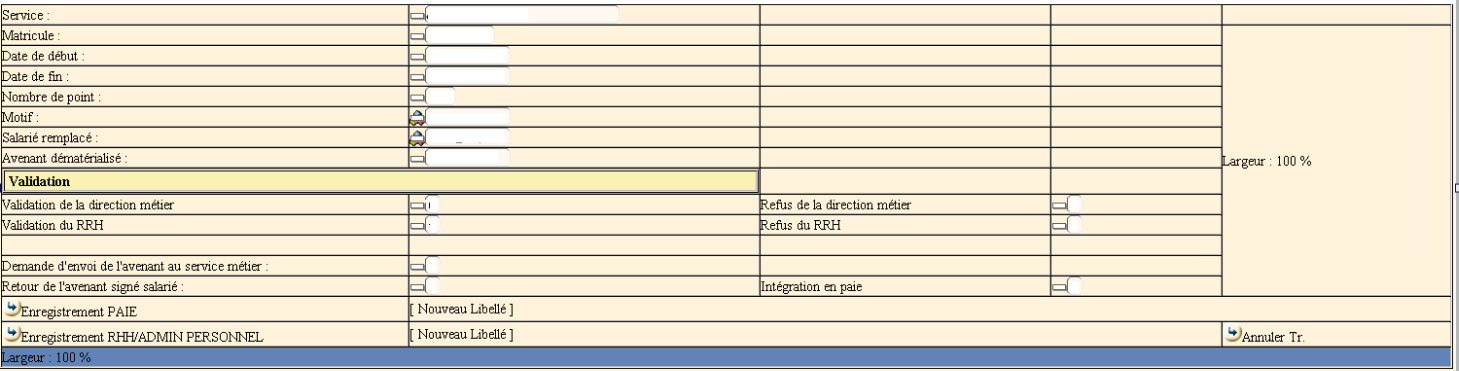 Service :
Matricule :
Date de début :
Date de fin :
Nombre de point :
Motif :
Salarié remplacé :
Avenant dématérialisé :
Largeur : 100 %
Validation
Validation de la direction métier Refus de la direction métier
Validation du RRH Refus du RRH
Demande d'envoi de l'avenant au service métier :
Retour de l'avenant signé salarié : Intégration en paie
Enregistrement PAIE [ Nouveau Libellé ]
Enregistrement RHH/ADMIN PERSONNEL [ Nouveau Libellé ] Annuler Tr.
Largeur : 100 %